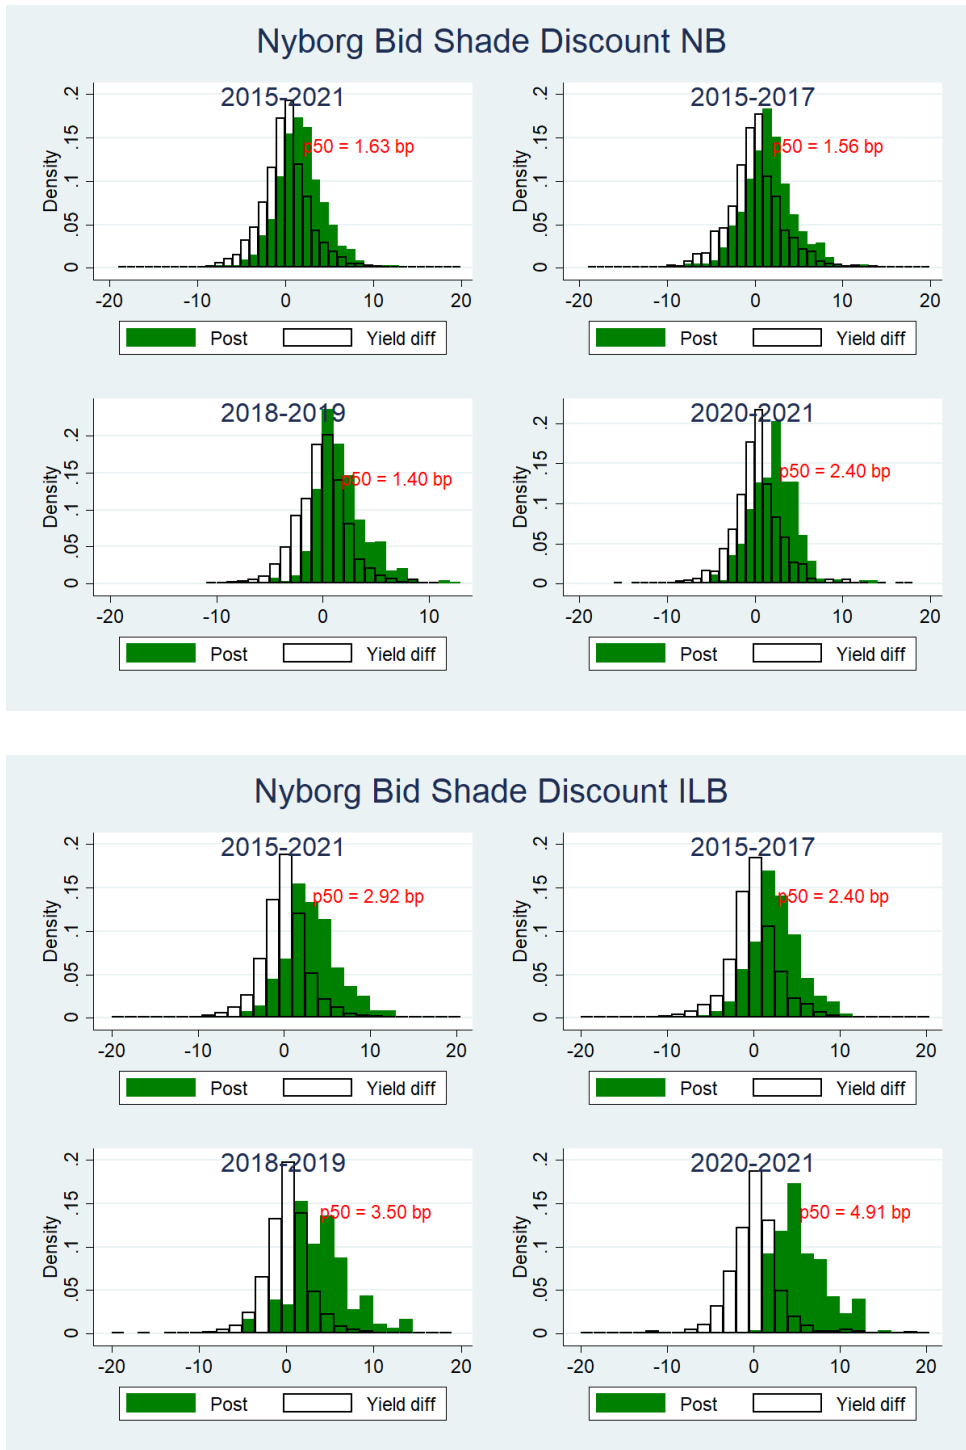 Nyborg Bid Shade Discount NB
2015-2021
p50 = 1.63 bp
Density
0 .05 .1 .15 .2
-20 -10 0 10 20
Post Yield diff
2015-2017
p50 = 1.56 bp
Density
0 .05 .1 .15 .2
-20 -10 0 10 20
Post Yield diff
2018-2019
p50 = 1.40 bp
Density
0 .05 .1 .15 .2
-20 -10 0 10
Post Yield diff
2020-2021
p50 = 2.40 bp
Density
0 .05 .1 .15 .2
-20 -10 0 10 20
Post Yield diff
Nyborg Bid Shade Discount ILB
2015-2021
p50 = 2.92 bp
Density
0 .05 .1 .15 .2
-20 -10 0 10 20
Post Yield diff
2015-2017
p50 = 2.40 bp
Density
0 .05 .1 .15 .2
-20 -10 0 10 20
Post Yield diff
2018-2019
p50 = 3.50 bp
Density
0 .05 .1 .15 .2
-20 -10 0 10 20
Post Yield diff
2020-2021
p50 = 4.91 bp
Density
0 .05 .1 .15 .2
-20 -10 0 10 20
Post Yield diff